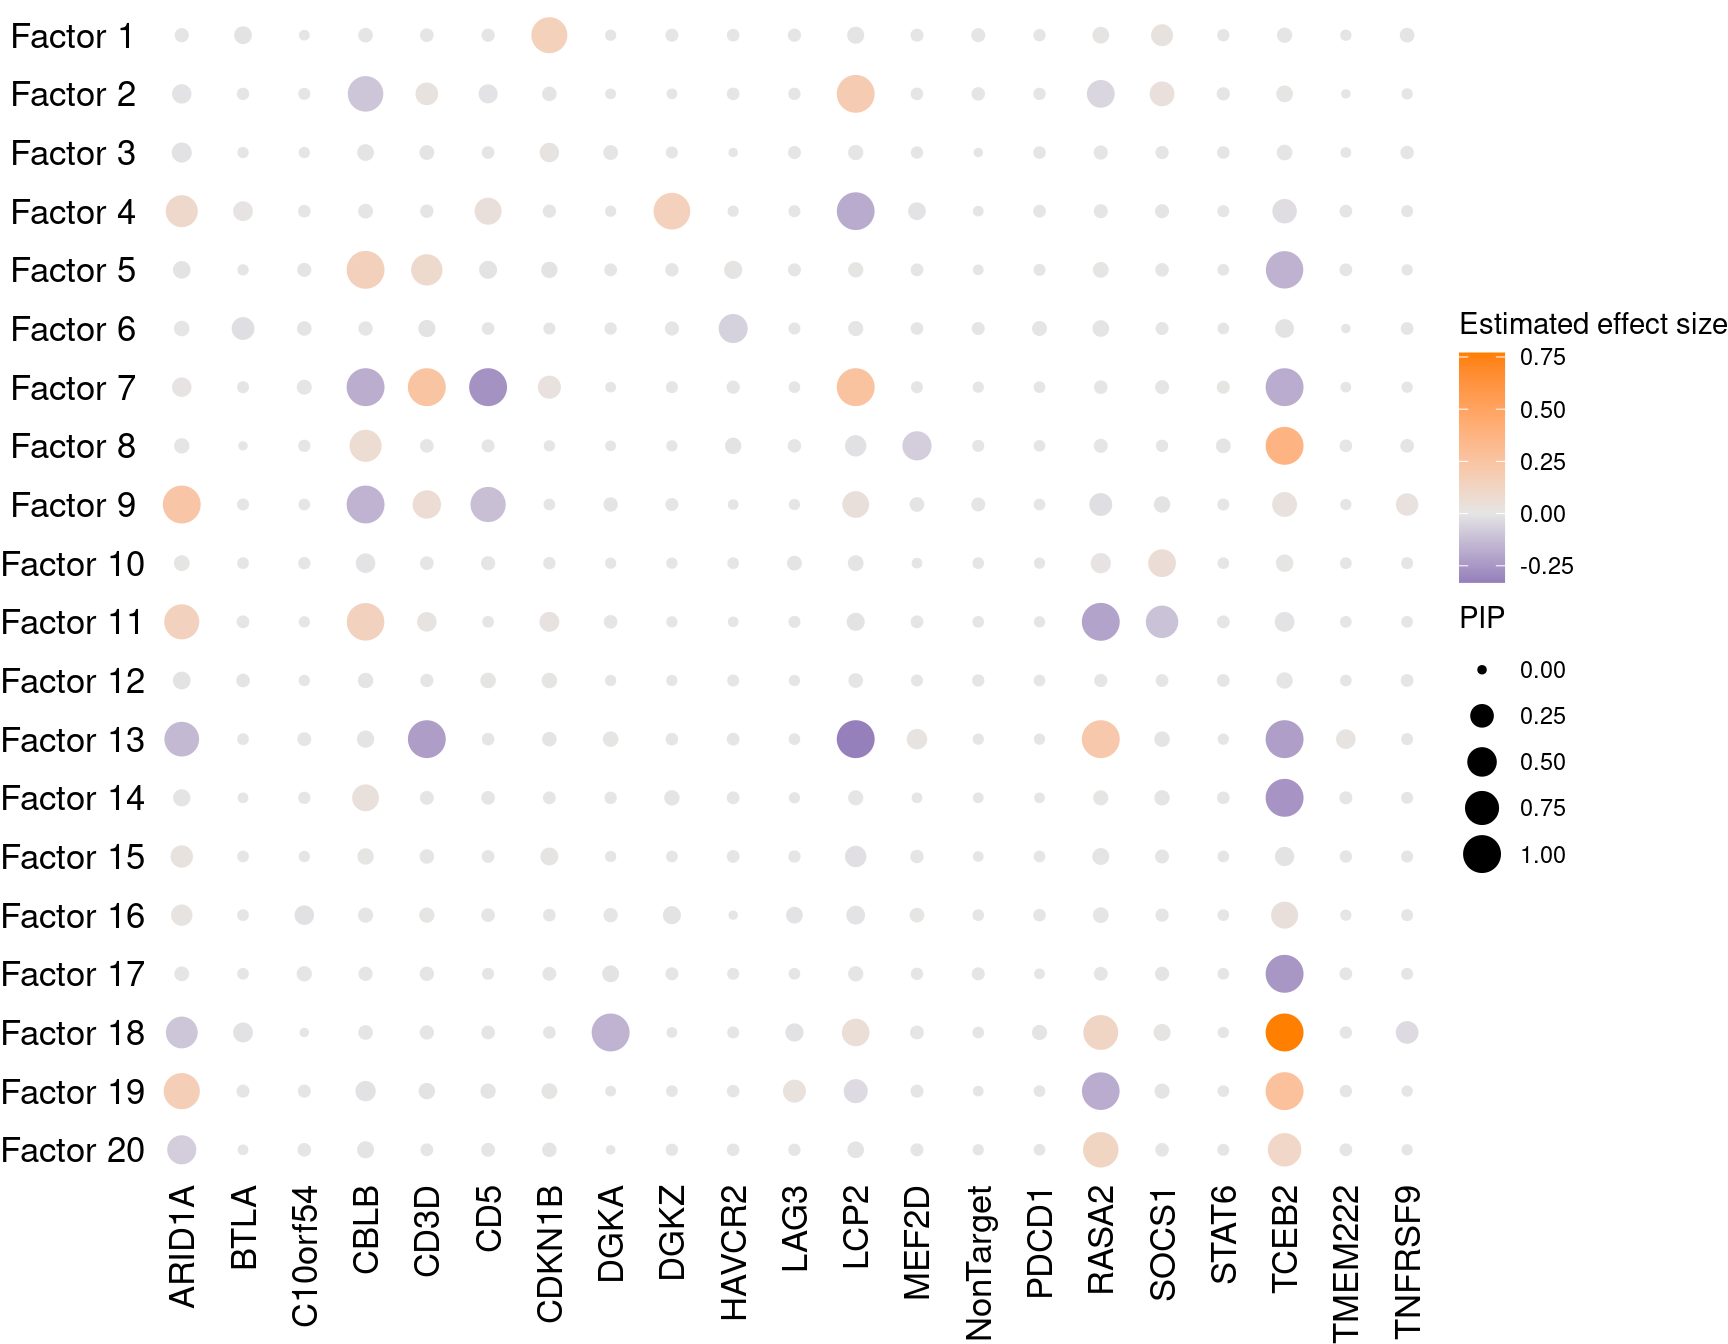 Factor 1
Factor 2
Factor 3
Factor 4
Factor 5
Factor 6
Factor 7
Factor 8
Factor 9
Factor 10
Factor 11
Factor 12
Factor 13
Factor 14
Factor 15
Factor 16
Factor 17
Factor 18
Factor 19
Factor 20
ARID1A
BTLA
C10orf54
CBLB
CD3D
CD5
CDKN1B
DGKA
DGKZ
HAVCR2
LAG3
LCP2
MEF2D
NonTarget
PDCD1
RASA2
SOCS1
STAT6
TCEB2
TMEM222
TNFRSF9
Estimated effect size
0.75
0.50
0.25
0.00
-0.25
PIP
0.00
0.25
0.50
0.75
1.00